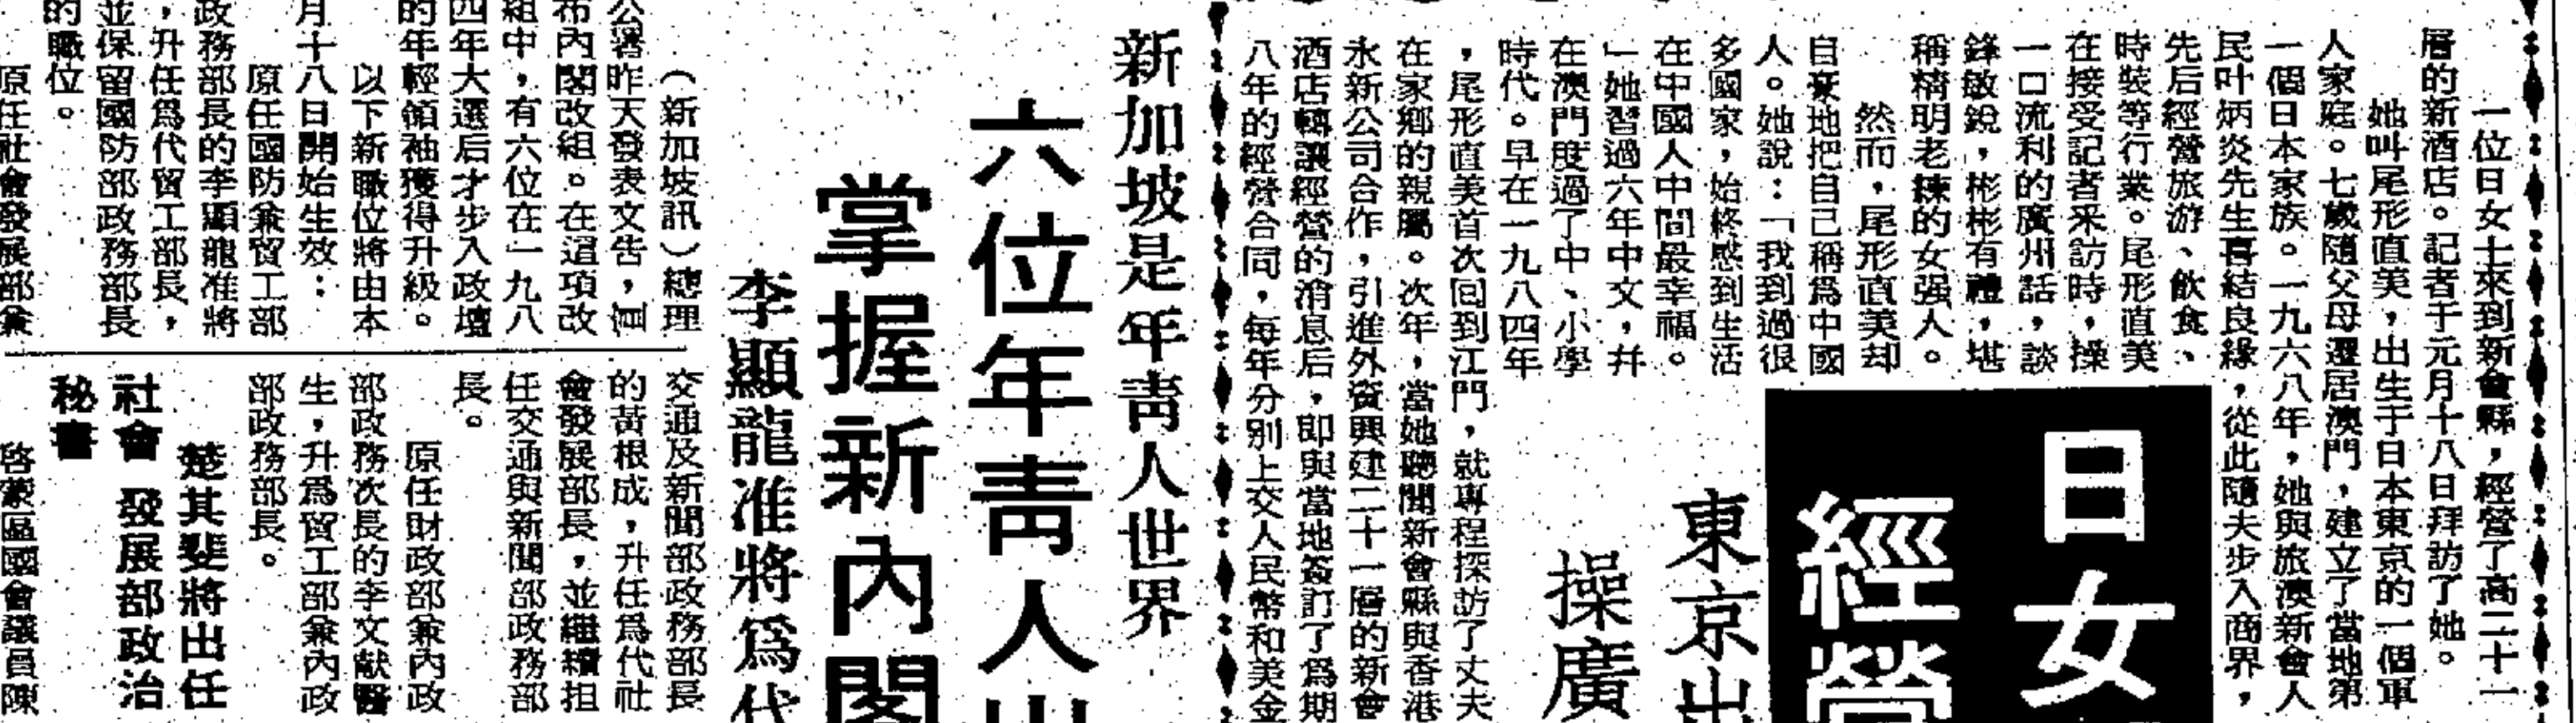 一位日女士來到新會縣，經營了高二十一
層的新酒店。記者于元月十八日拜訪了她。
她叫尾形直美，出生于日本東京的一個軍
人家庭。七歲隨父母遷居澳門，建立了當地第
一個日本家族。一九六八年，她與旅澳新會人
民叶炳炎先生喜結良緣，從此隨夫步入商界，
先后經營旅游、飲食、
時裝等行業。尾形直美
在接受記者采訪時，操
一口流利的廣州話，談
鋒敏銳，彬彬有禮，堪
稱精明老練的女强人。
然而，尾形直美却
自豪地把自己稱爲中國
人。她說：「我到過很
多國家，始終感到生活
在中國人中間最幸福。
」她習過六年中文，幷
在澳門度過了中、小學
時代。早在一九八四年
，尾形直美首次回到江門，就專程探訪了丈夫
在家鄉的親屬。次年，當她聽聞新會縣與香港
永新公司合作，引進外資興建二十一層的新會
酒店轉讓經營的消息后，即與當地簽訂了爲期
八年的經營合同，每年分別上交人民幣和美金
日女
經營
東京出
操廣
新加坡是年靑人世界
六位年靑人出
掌握新內閣
李顯龍准將爲代
（新加坡訊）總理
公署昨天發表文告，宣
布內閣改組。在這項改
組中，有六位在一九八
四年大選后才步入政壇
的年輕領袖獲得升級。
以下新職位將由本
月十八日開始生效：
原任國防兼貿工部
政務部長的李顯龍准將
，升任爲代貿工部長，
並保留國防部政務部長
的職位。
原任社會發展部兼
交通及新聞部政務部長
的黃根成，升任爲代社
會發展部長，並繼續担
任交通與新聞部政務部
長。
原任財政部兼內政
部政務次長的李文献醫
生，升爲貿工部兼內政
部政務部長。
楚其斐將出任
社會發展部政治
秘書
啓蒙區國會議員陳